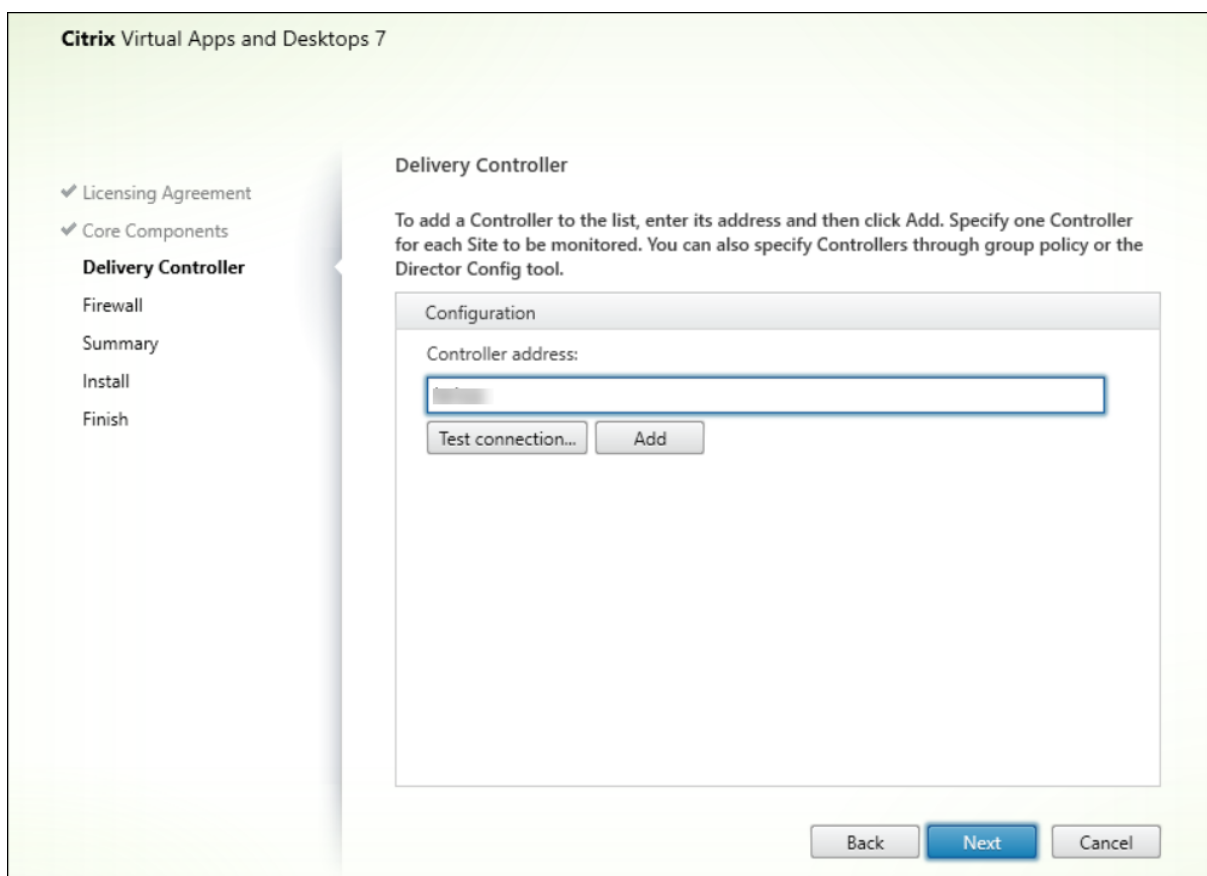 Citrix Virtual Apps and Desktops 7
Licensing Agreement
Core Components
Delivery Controller
Firewall
Summary
Install
Finish
Delivery Controller
To add a Controller to the list, enter its address and then click Add. Specify one Controller
for each Site to be monitored. You can also specify Controllers through group policy or the
Director Config tool.
Configuration
Controller address:
Test connection...
Add
Back
Next
Cancel